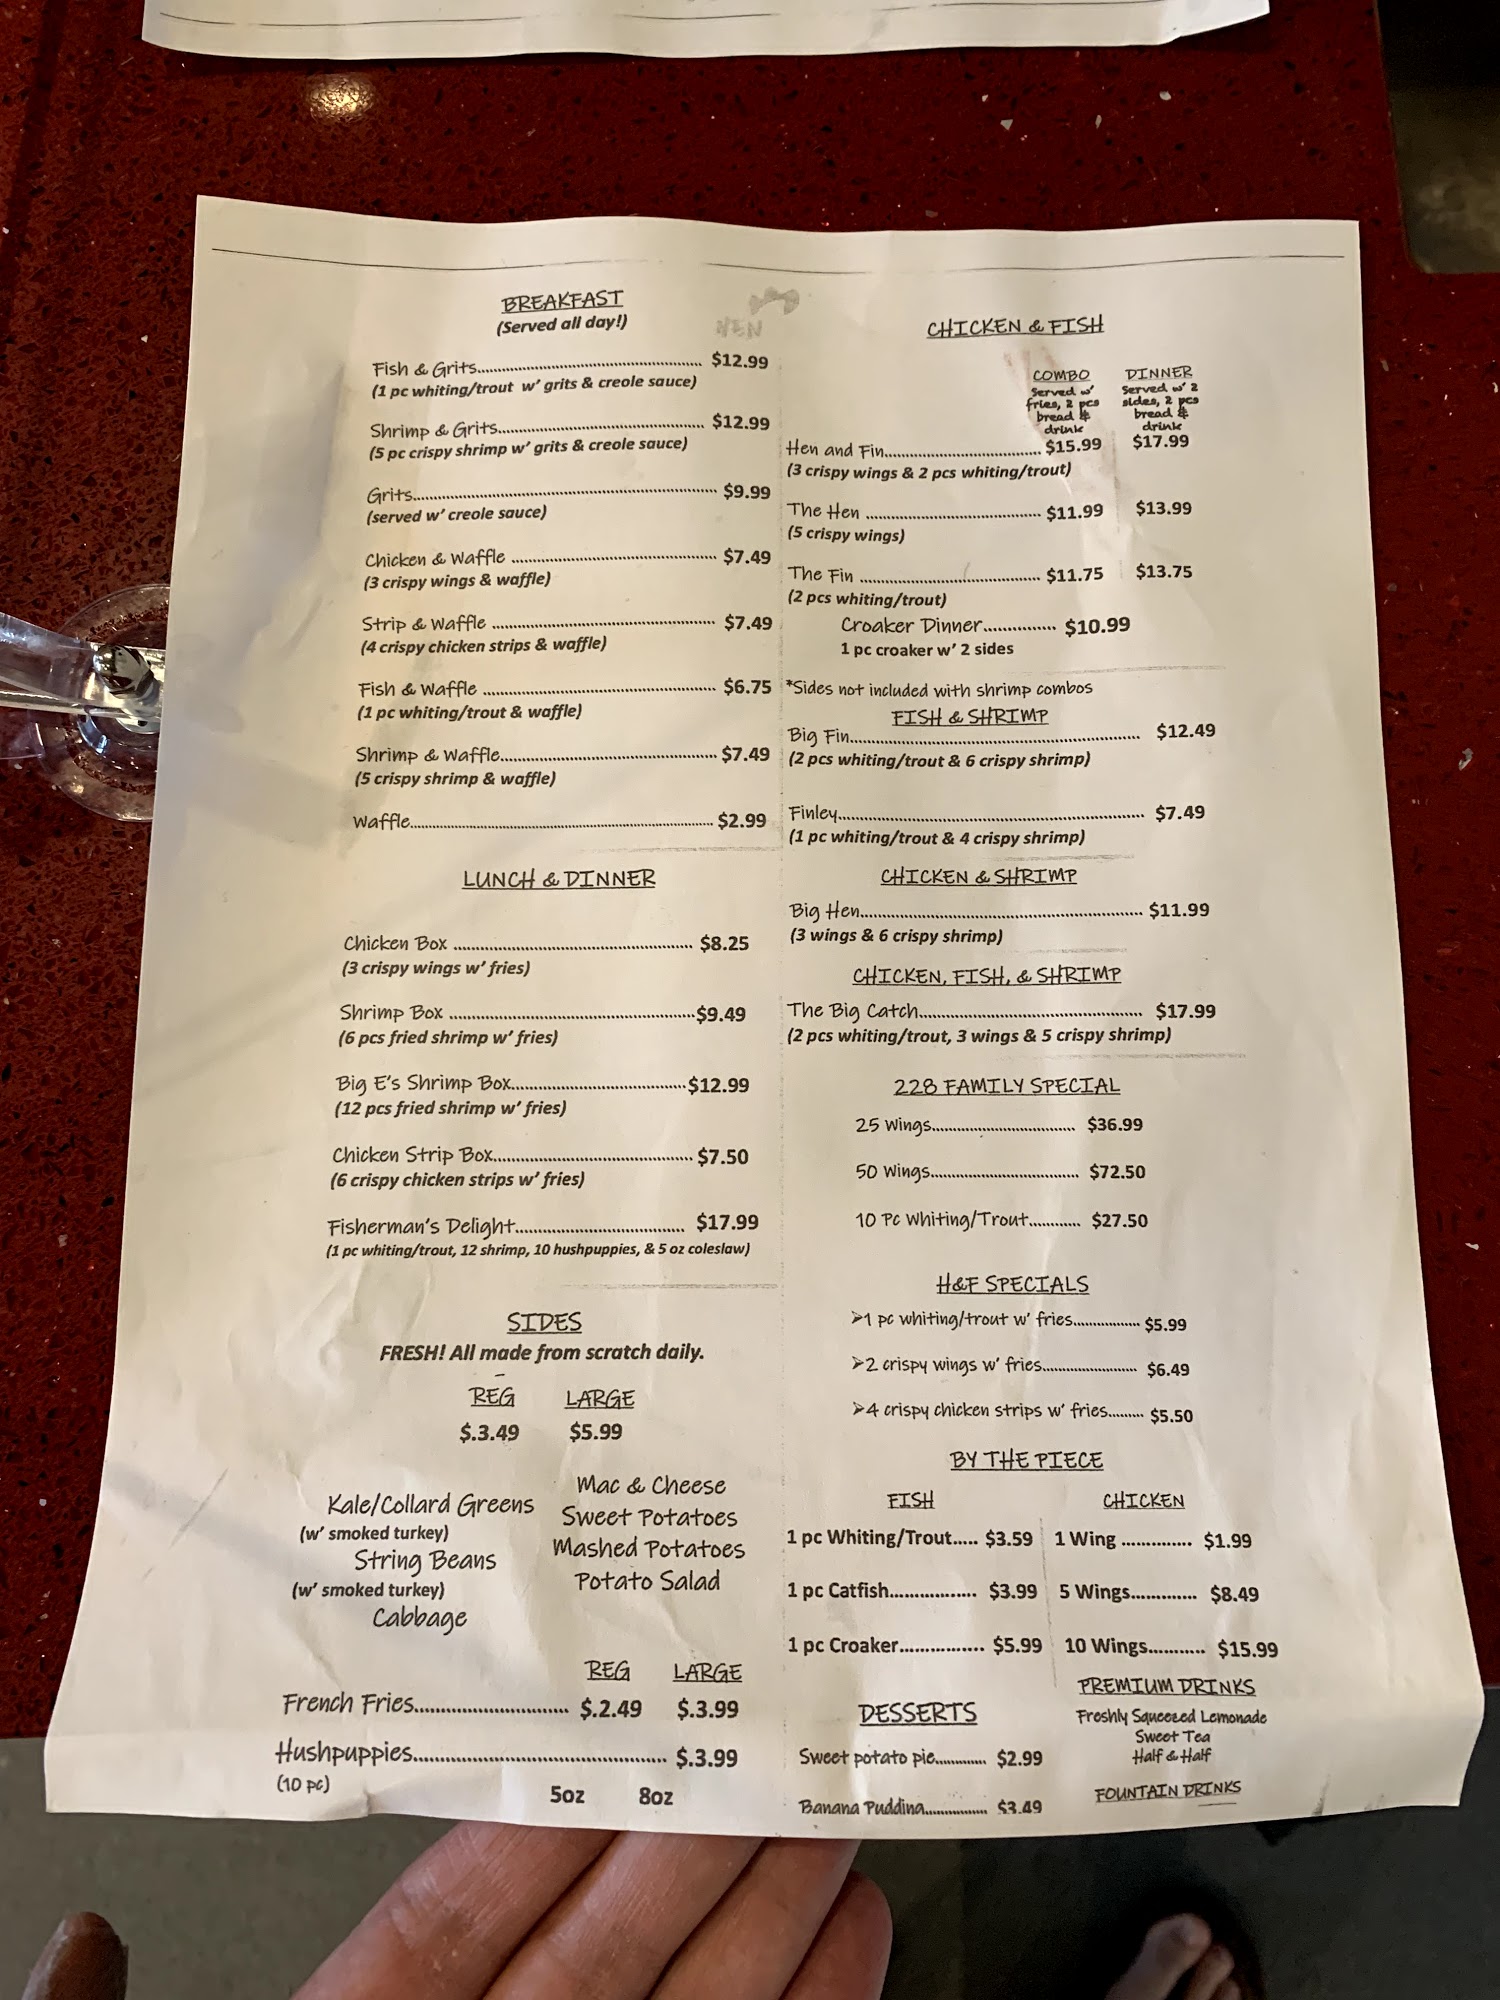 BREAKFAST
(Served all day!)
Fish & Grits........ $12.99
(1 pc whiting/trout w' grits & creole sauce)
Shrimp & Grits........ $12.99
(5 pc crispy shrimp w' grits & creole sauce)
Grits........ $9.99
(served w' creole sauce)
Chicken & Waffle ........ $7.49
(3 crispy wings & waffle)
Strip & Waffle ........ $7.49
(4 crispy chicken strips & waffle)
Fish & Waffle ........ $6.75
(1 pc whiting/trout & waffle)
Shrimp & Waffle........ $7.49
(5 crispy shrimp & waffle)
Waffle........ $2.99
LUNCH & DINNER
Chicken Box ........ $8.25
(3 crispy wings w' fries)
Shrimp Box ........$9.49
(6 pcs fried shrimp w' fries)
Big E's Shrimp Box........$12.99
(12 pcs fried shrimp w' fries)
Chicken Strip Box........ $7.50
(6 crispy chicken strips w' fries)
Fisherman's Delight........ $17.99
(1 pc whiting/trout, 12 shrimp, 10 hushpuppies, & 5 oz coleslaw)
SIDES
FRESH! All made from scratch daily.
REG LARGE
$.3.49 $5.99
Kale/Collard Greens
(w' smoked turkey)
String Beans
(w' smoked turkey)
Cabbage
Mac & Cheese
Sweet Potatoes
Mashed Potatoes
Potato Salad
REG LARGE
French Fries........ $.2.49 $.3.99
Hushpuppies........ $.3.99
(10 pc)
5oz 8oz
NEW
CHICKEN & FISH
COMBO
Served w'
fries, 2 pcs
bread &
drink
DINNER
Served w' 2
sides, 2 pcs
bread &
drink
Hen and Fin........ $15.99 $17.99
(3 crispy wings & 2 pcs whiting/trout)
The Hen ........ $11.99 $13.99
(5 crispy wings)
The Fin ........ $11.75 $13.75
(2 pcs whiting/trout)
Croaker Dinner........ $10.99
1 pc croaker w' 2 sides
*Sides not included with shrimp combos
FISH & SHRIMP
Big Fin........ $12.49
(2 pcs whiting/trout & 6 crispy shrimp)
Finley........ $7.49
(1 pc whiting/trout & 4 crispy shrimp)
CHICKEN & SHRIMP
Big Hen........ $11.99
(3 wings & 6 crispy shrimp)
CHICKEN, FISH, & SHRIMP
The Big Catch........ $17.99
(2 pcs whiting/trout, 3 wings & 5 crispy shrimp)
228 FAMILY SPECIAL
25 Wings........ $36.99
50 Wings........ $72.50
10 Pc Whiting/Trout........ $27.50
H&F SPECIALS
➢1 pc whiting/trout w' fries........ $5.99
➢2 crispy wings w' fries........ $6.49
➢4 crispy chicken strips w' fries........ $5.50
BY THE PIECE
FISH
1 pc Whiting/Trout..... $3.59
1 pc Catfish........ $3.99
1 pc Croaker........ $5.99
CHICKEN
1 Wing ........ $1.99
5 Wings........ $8.49
10 Wings........ $15.99
DESSERTS
Sweet potato pie........ $2.99
Banana Pudding........ $3.49
PREMIUM DRINKS
Freshly Squeezed Lemonade
Sweet Tea
Half & Half
FOUNTAIN DRINKS